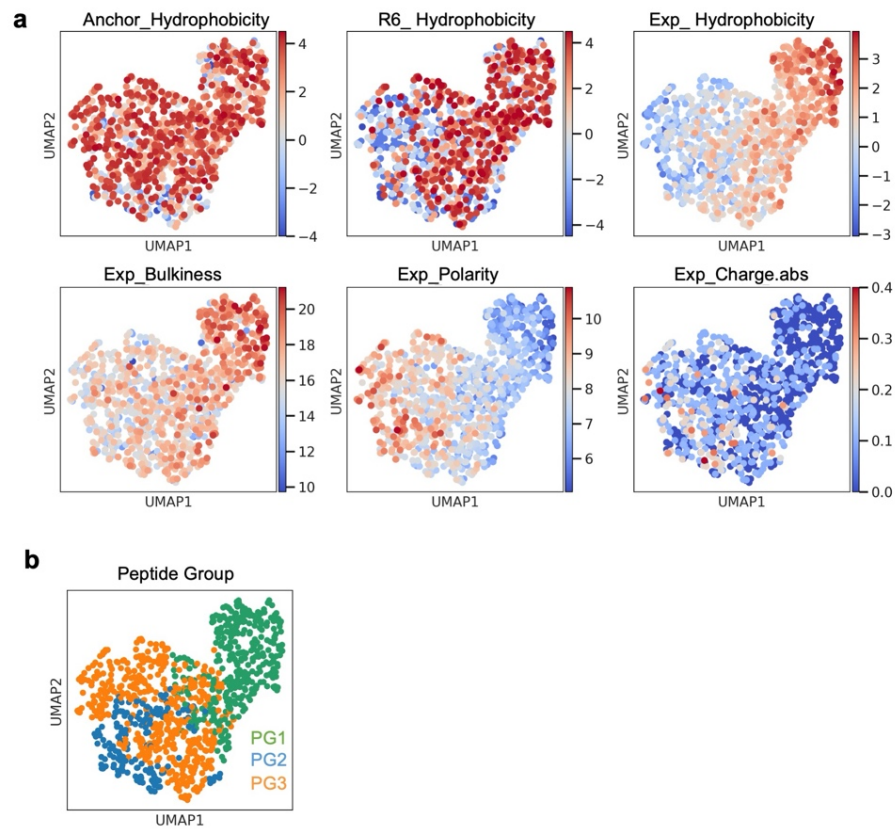 a
Anchor_Hydrophobicity
R6_ Hydrophobicity
Exp_ Hydrophobicity
UMAP2
4
2
0
−2
−4
UMAP1
UMAP2
4
2
0
−2
−4
UMAP1
UMAP2
3
2
1
0
−1
−2
−3
UMAP1
Exp_Bulkiness
Exp_Polarity
Exp_Charge.abs
UMAP2
20
18
16
14
12
10
UMAP1
UMAP2
10
9
8
7
6
UMAP1
UMAP2
0.4
0.3
0.2
0.1
0.0
UMAP1
b
Peptide Group
UMAP2
PG1
PG2
PG3
UMAP1